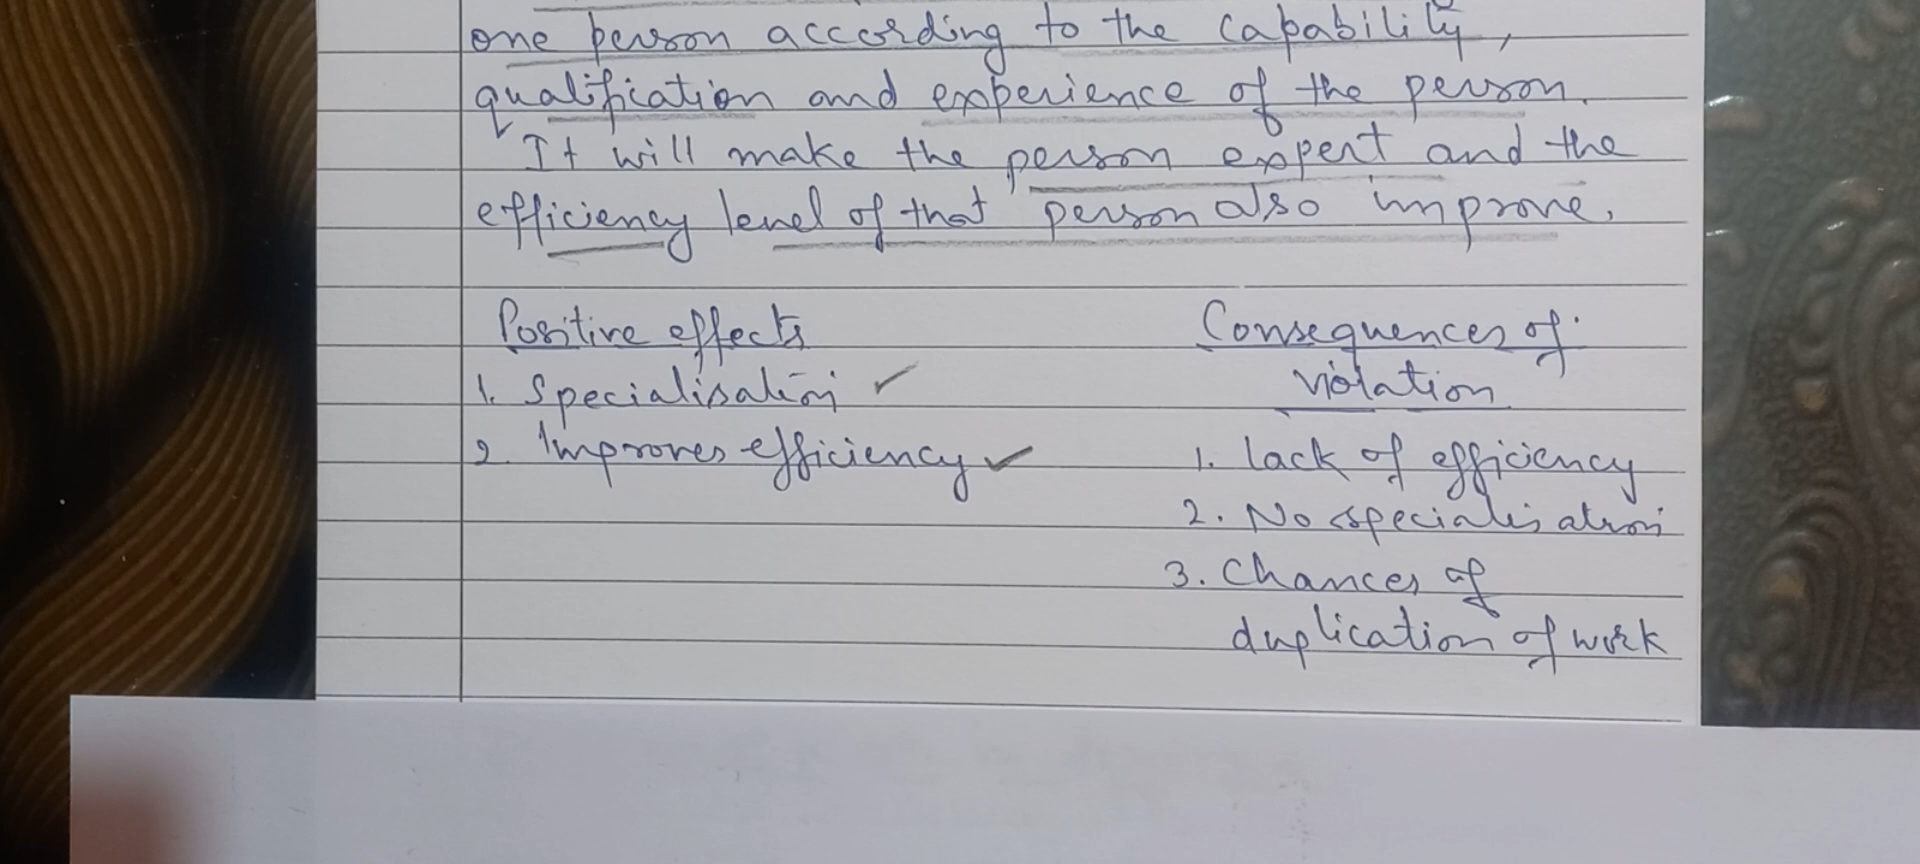 one person according to the capability,
qualification and experience of the person.
It will make the person expert and the
efficiency level of that person also improve.
Positive effects
1. Specialisation
2. Improves efficiency
Consequences of
violation
1. lack of efficiency
2. No specialisation
3. Chances of
duplication of work